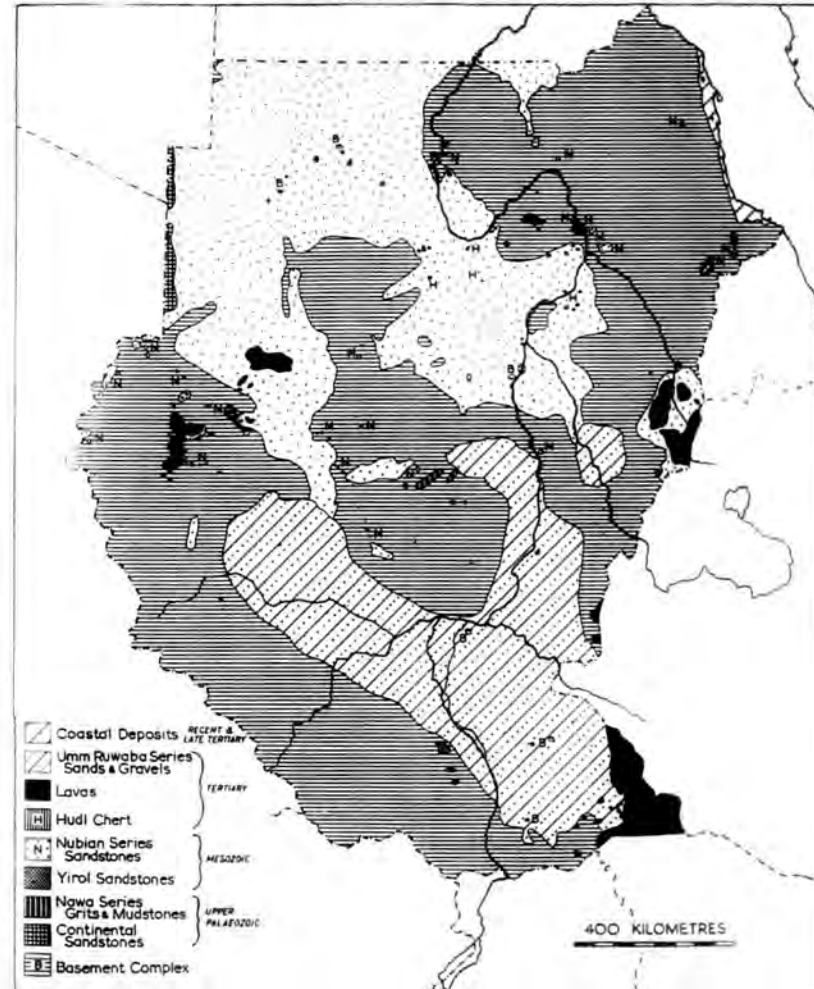 Coastal Deposits RECENT & LATE TERTIARY
Umm Ruwaba Series
Sands & Gravels
Lavas
TERTIARY
H Hudi Chert
N Nubian Series
Sandstones
MESOZOIC
Yirol Sandstones
Nawa Series
Grits & Mudstones
UPPER PALAEOZOIC
Continental
Sandstones
B Basement Complex
400 KILOMETRES